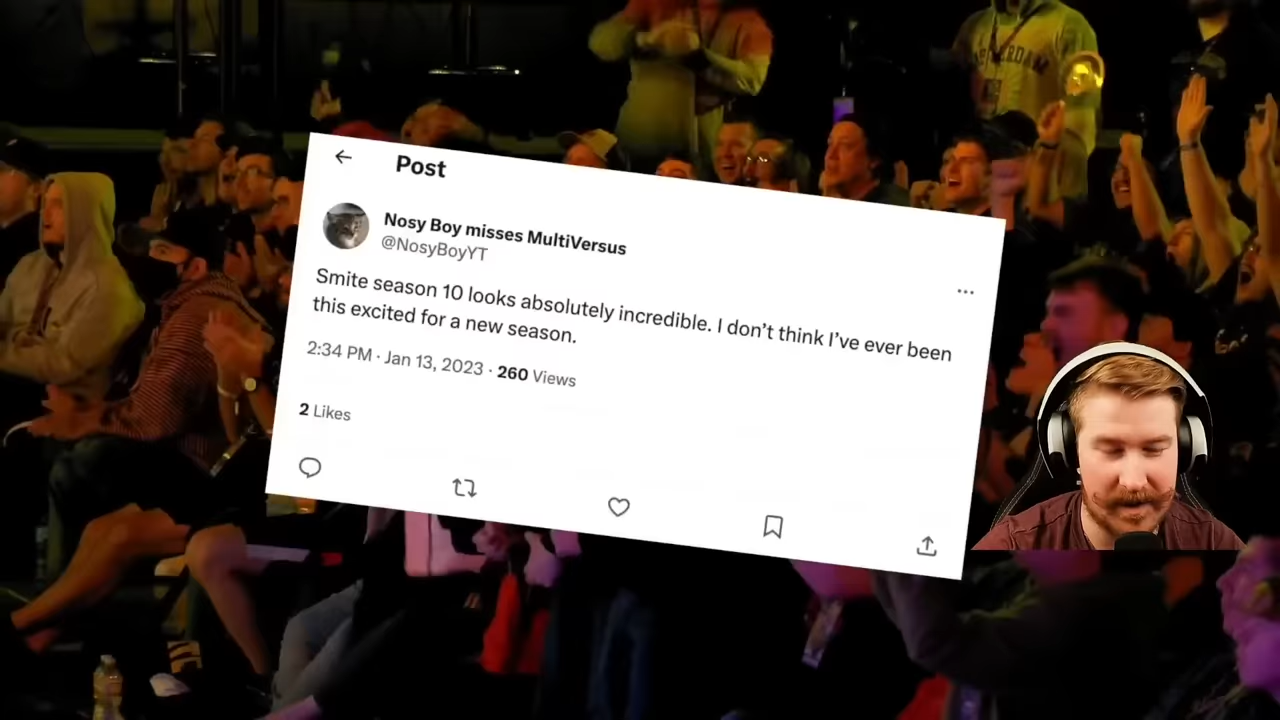 Post
Nosy Boy misses MultiVersus
@NosyBoyYT
Smite season 10 looks absolutely incredible. I don’t think I’ve ever been
this excited for a new season.
2:34 PM · Jan 13, 2023 · 260 Views
2 Likes